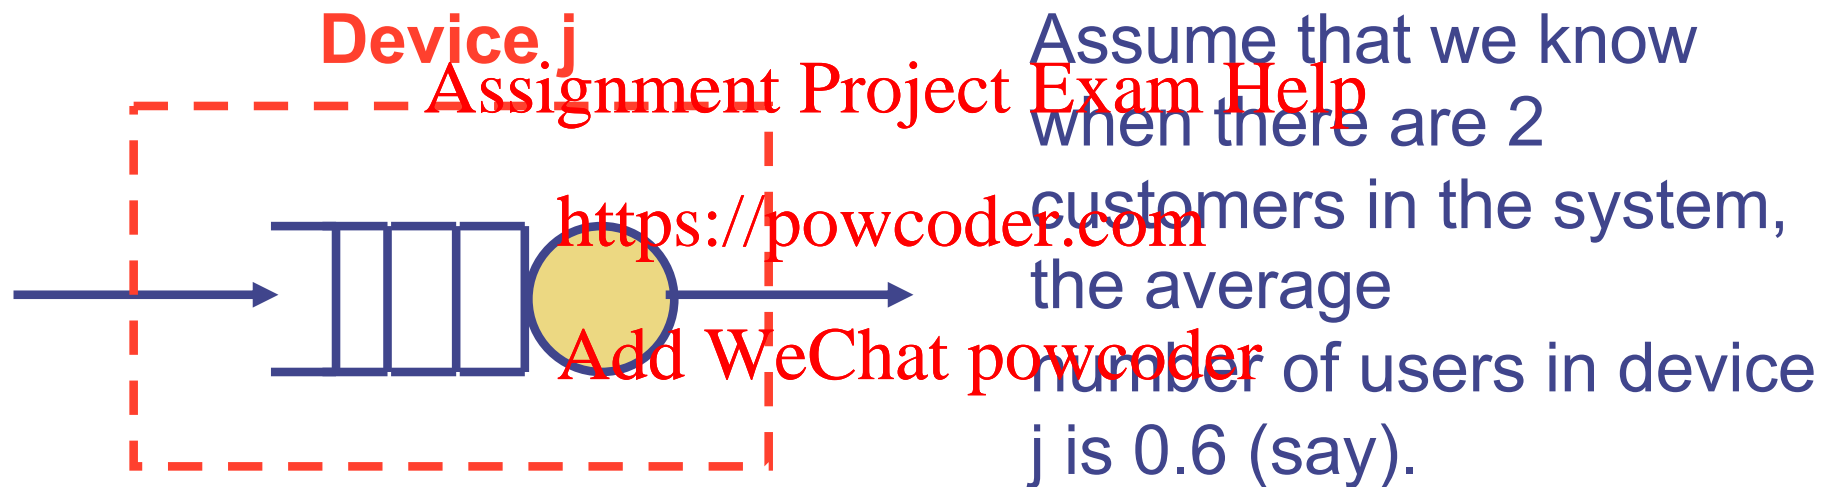 Device j
Assume that we know
Assignment Project Exam Help
when there are 2
customers in the system,
https://powcoder.com
the average
Add WeChat powcoder
number of users in device
j is 0.6 (say).